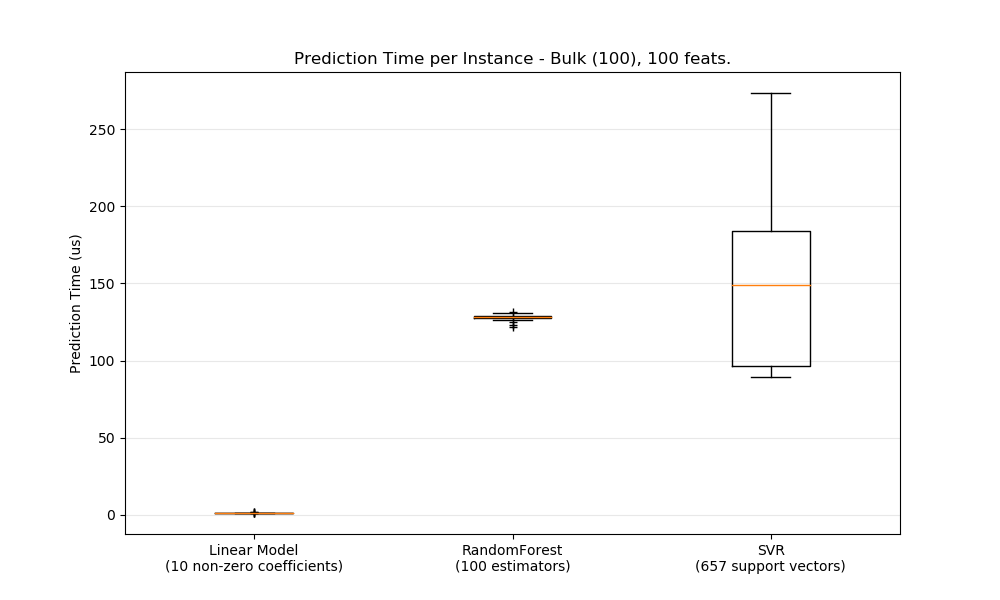 Prediction Time per Instance - Bulk (100), 100 feats.
Prediction Time (us)
250
200
150
100
50
0
Linear Model
(10 non-zero coefficients)
RandomForest
(100 estimators)
SVR
(657 support vectors)